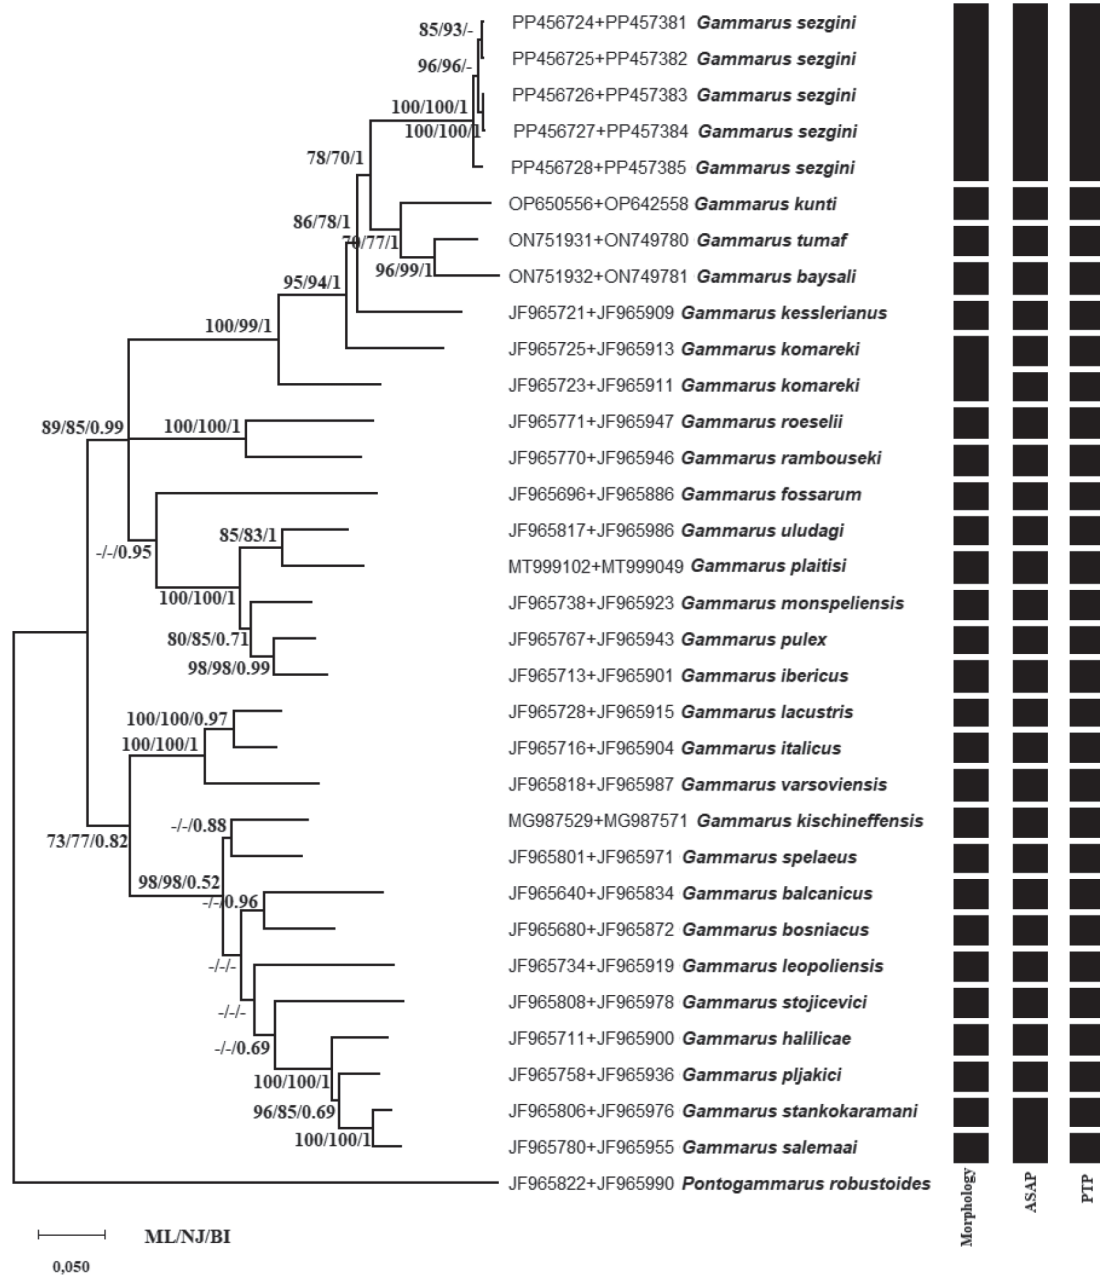 85/93/-
PP456724+PP457381 Gammarus sezgini
PP456725+PP457382 Gammarus sezgini
96/96/-
PP456726+PP457383 Gammarus sezgini
100/100/1
100/100/1
PP456727+PP457384 Gammarus sezgini
78/70/1
PP456728+PP457385 Gammarus sezgini
OP650556+OP642558 Gammarus kunti
86/78/1
70/77/1
ON751931+ON749780 Gammarus tumaf
96/99/1
ON751932+ON749781 Gammarus baysali
95/94/1
JF965721+JF965909 Gammarus kesslerianus
100/99/1
JF965725+JF965913 Gammarus komareki
JF965723+JF965911 Gammarus komareki
89/85/0.99
100/100/1
JF965771+JF965947 Gammarus roeselii
JF965770+JF965946 Gammarus rambouseki
JF965696+JF965886 Gammarus fossarum
85/83/1
JF965817+JF965986 Gammarus uludagi
-/-/0.95
MT999102+MT999049 Gammarus plaitisi
100/100/1
JF965738+JF965923 Gammarus monspeliensis
80/85/0.71
JF965767+JF965943 Gammarus pulex
98/98/0.99
JF965713+JF965901 Gammarus ibericus
100/100/0.97
JF965728+JF965915 Gammarus lacustris
100/100/1
JF965716+JF965904 Gammarus italicus
JF965818+JF965987 Gammarus varsoviensis
73/77/0.82
-/-/0.88
MG987529+MG987571 Gammarus kischineffensis
JF965801+JF965971 Gammarus spelaeus
98/98/0.52
-/-/0.96
JF965640+JF965834 Gammarus balcanicus
JF965680+JF965872 Gammarus bosniacus
-/-/-
JF965734+JF965919 Gammarus leopoliensis
-/-/-
JF965808+JF965978 Gammarus stojicevici
-/-/0.69
JF965711+JF965900 Gammarus halilicae
100/100/1
JF965758+JF965936 Gammarus pljakici
96/85/0.69
JF965806+JF965976 Gammarus stankokaramani
100/100/1
JF965780+JF965955 Gammarus salemaai
JF965822+JF965990 Pontogammarus robustoides
Morphology
ASAP
PTP
ML/NJ/BI
0,050